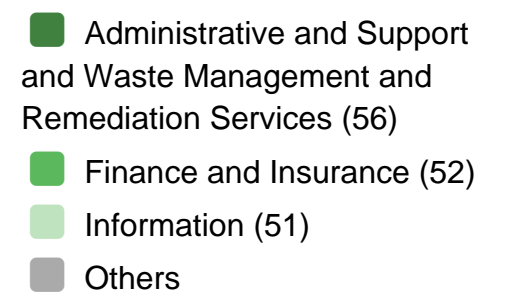 Administrative and Support
and Waste Management and
Remediation Services (56)
Finance and Insurance (52)
Information (51)
Others